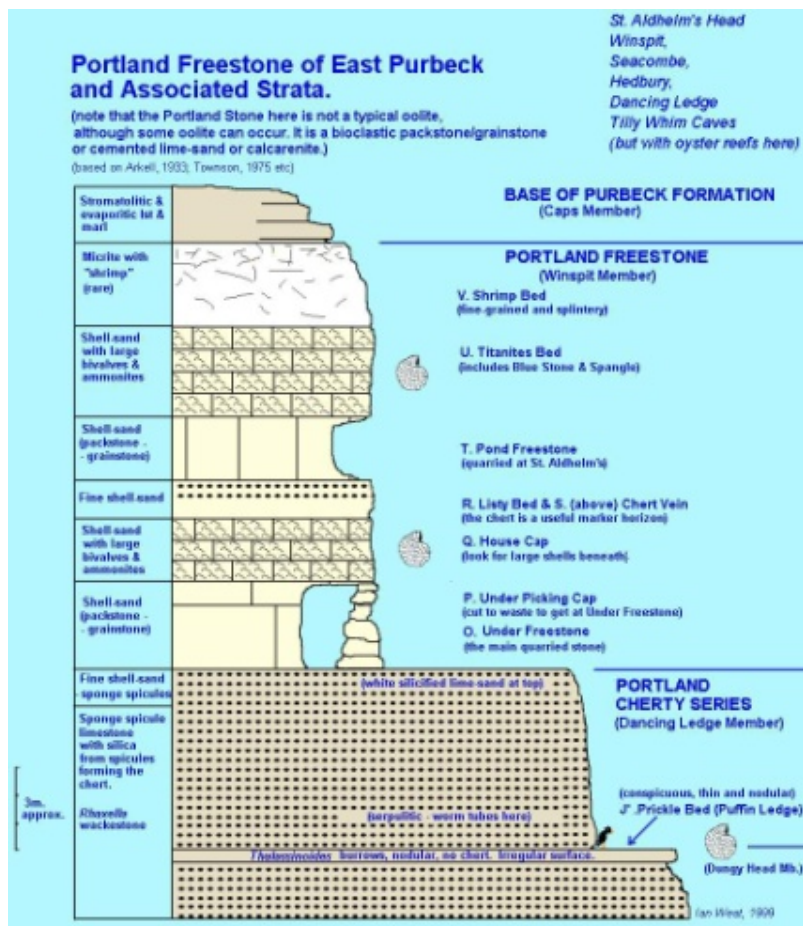 St. Aldhelm's Head
Winspit,
Seacombe,
Hedbury,
Dancing Ledge
Tilly Whim Caves
(but with oyster reefs here)
Portland Freestone of East Purbeck
and Associated Strata.
(note that the Portland Stone here is not a typical oolite,
although some oolite can occur. It is a bioclastic packstone/grainstone
or cemented lime-sand or calcarenite.)
(based on Arkell, 1933; Townson, 1975 etc)
Stromatolitic &
evaporitic lut &
marl
BASE OF PURBECK FORMATION
(Caps Member)
Micrite with
"shrimp"
(rare)
PORTLAND FREESTONE
(Winspit Member)
V. Shrimp Bed
(fine-grained and splintery)
Shell-sand
with large
bivalves &
ammonites
U. Titanites Bed
(includes Blue Stone & Spangle)
Shell-sand
(packstone -
- grainstone)
T. Pond Freestone
(quarried at St. Aldhelm's)
Fine shell-sand
R. Listy Bed & S. (above) Chert Vein
(the chert is a useful marker horizon)
Shell-sand
with large
bivalves &
ammonites
Q. House Cap
(look for large shells beneath)
Shell-sand
(packstone -
- grainstone)
P. Under Picking Cap
(cut to waste to get at Under Freestone)
O. Under Freestone
(the main quarried stone)
Fine shell-sand
- sponge spicules
(white silicified lime-sand at top)
PORTLAND
CHERTY SERIES
(Dancing Ledge Member)
Sponge spicule
limestone
with silica
from spicules
forming the
chert.
Rhaxella
wackestone
3m.
approx.
(serpulitic - worm tubes here)
(conspicuous, thin and nodular)
J'. Prickle Bed (Puffin Ledge)
Thalassinoides burrows, nodular, no chert. Irregular surface.
(Dungy Head Mb.)
Ian West, 1999